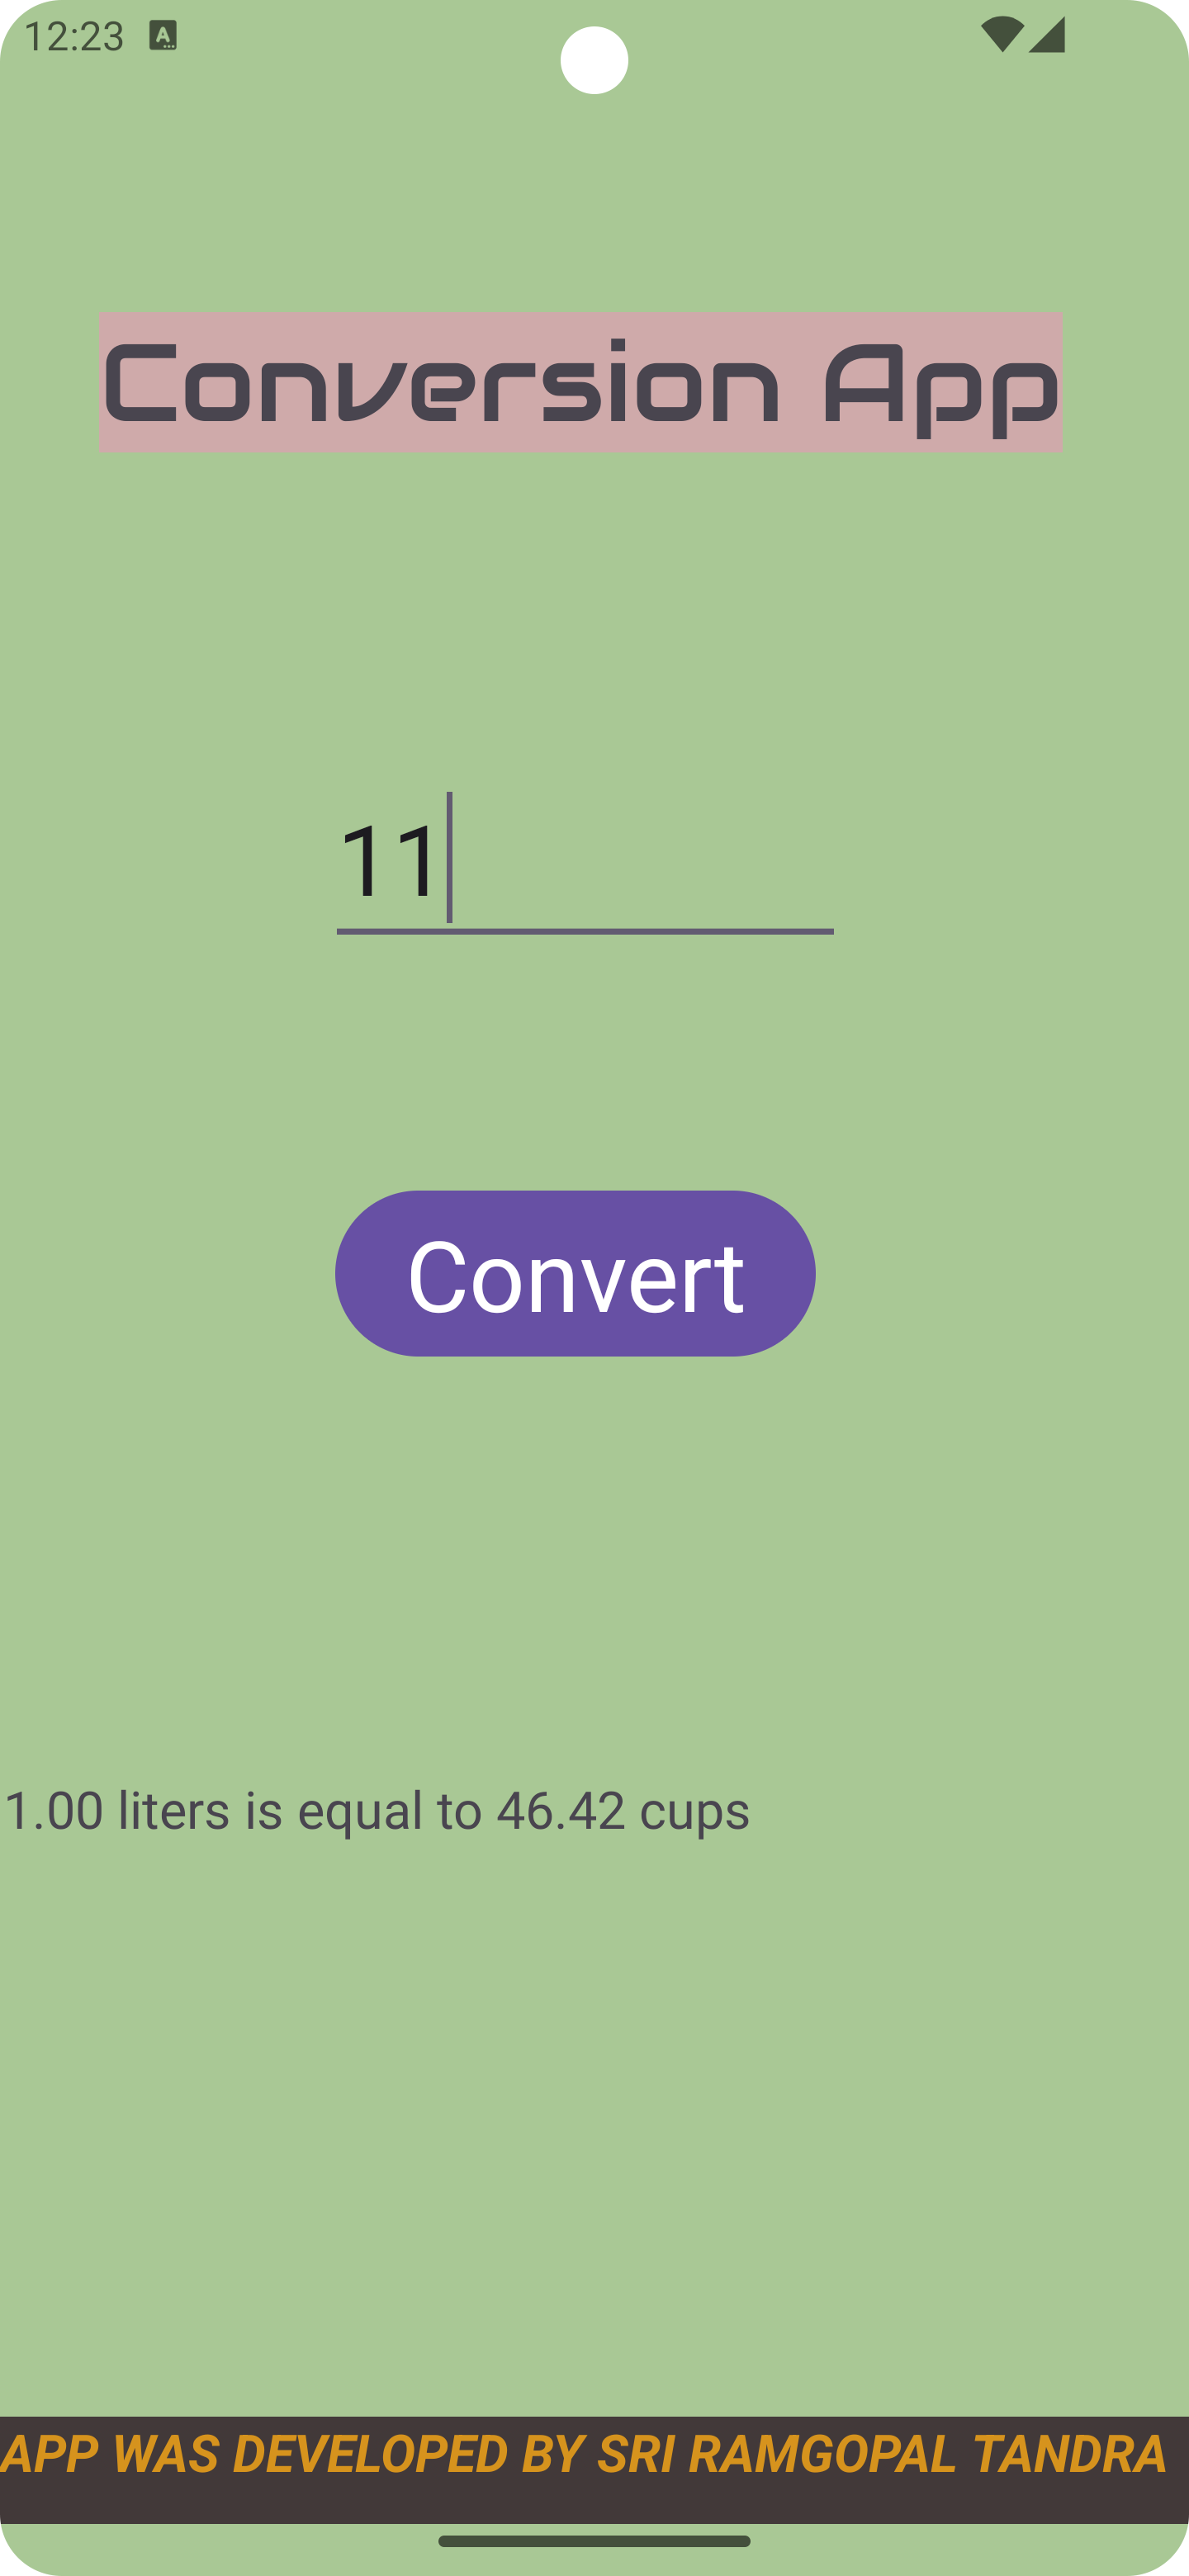 12:23
Conversion App
11
Convert
1.00 liters is equal to 46.42 cups
APP WAS DEVELOPED BY SRI RAMGOPAL TANDRA